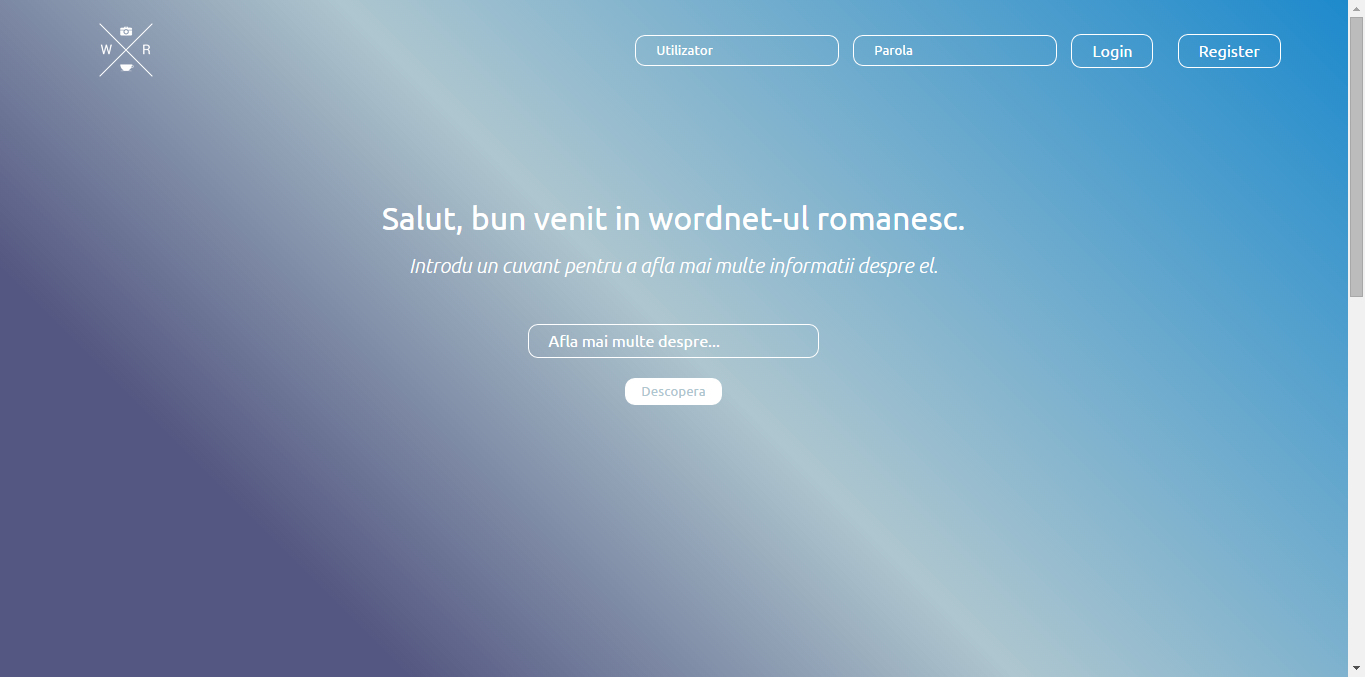 W R
Utilizator Parola Login Register
Salut, bun venit in wordnet-ul romanesc.
Introdu un cuvant pentru a afla mai multe informatii despre el.
Afla mai multe despre...
Descopera